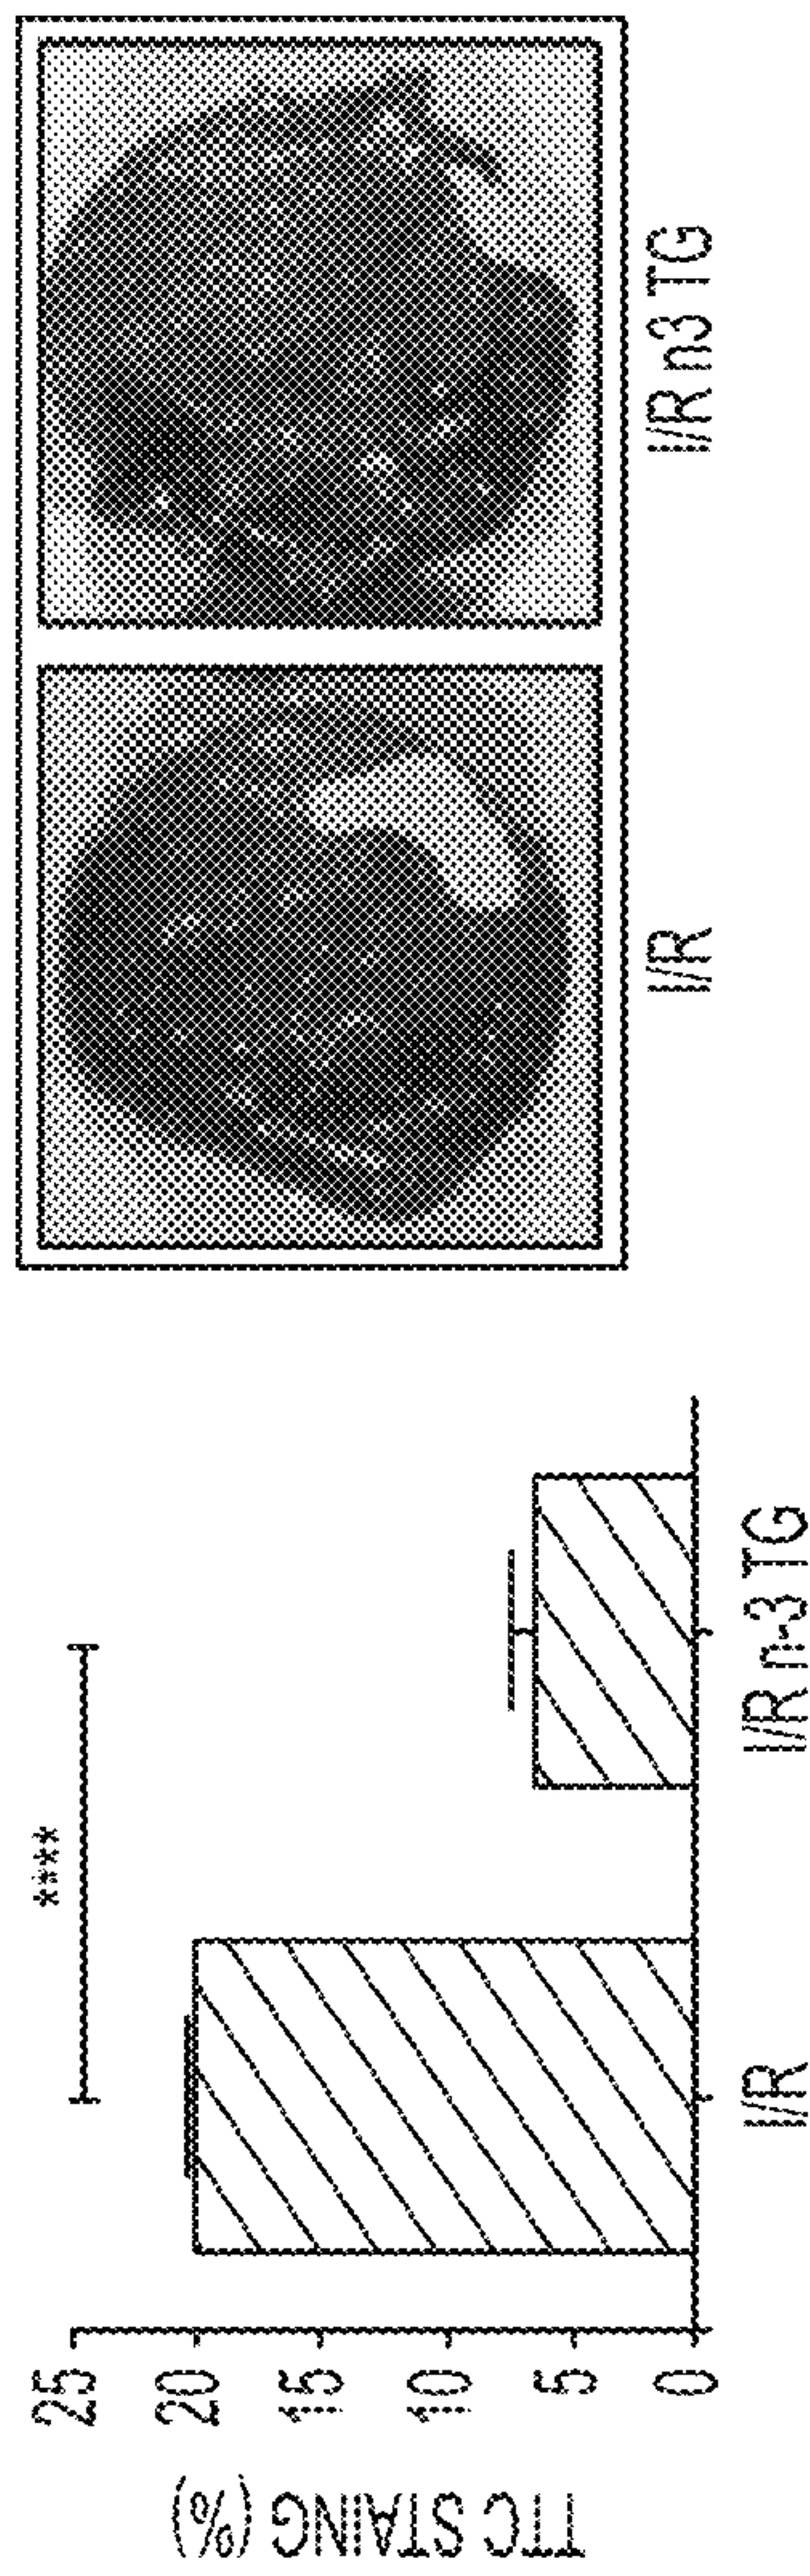 TTC STAING (%)
25
20
15
10
5
0
****
I/R
I/R n-3 TG
I/R
I/R n3 TG